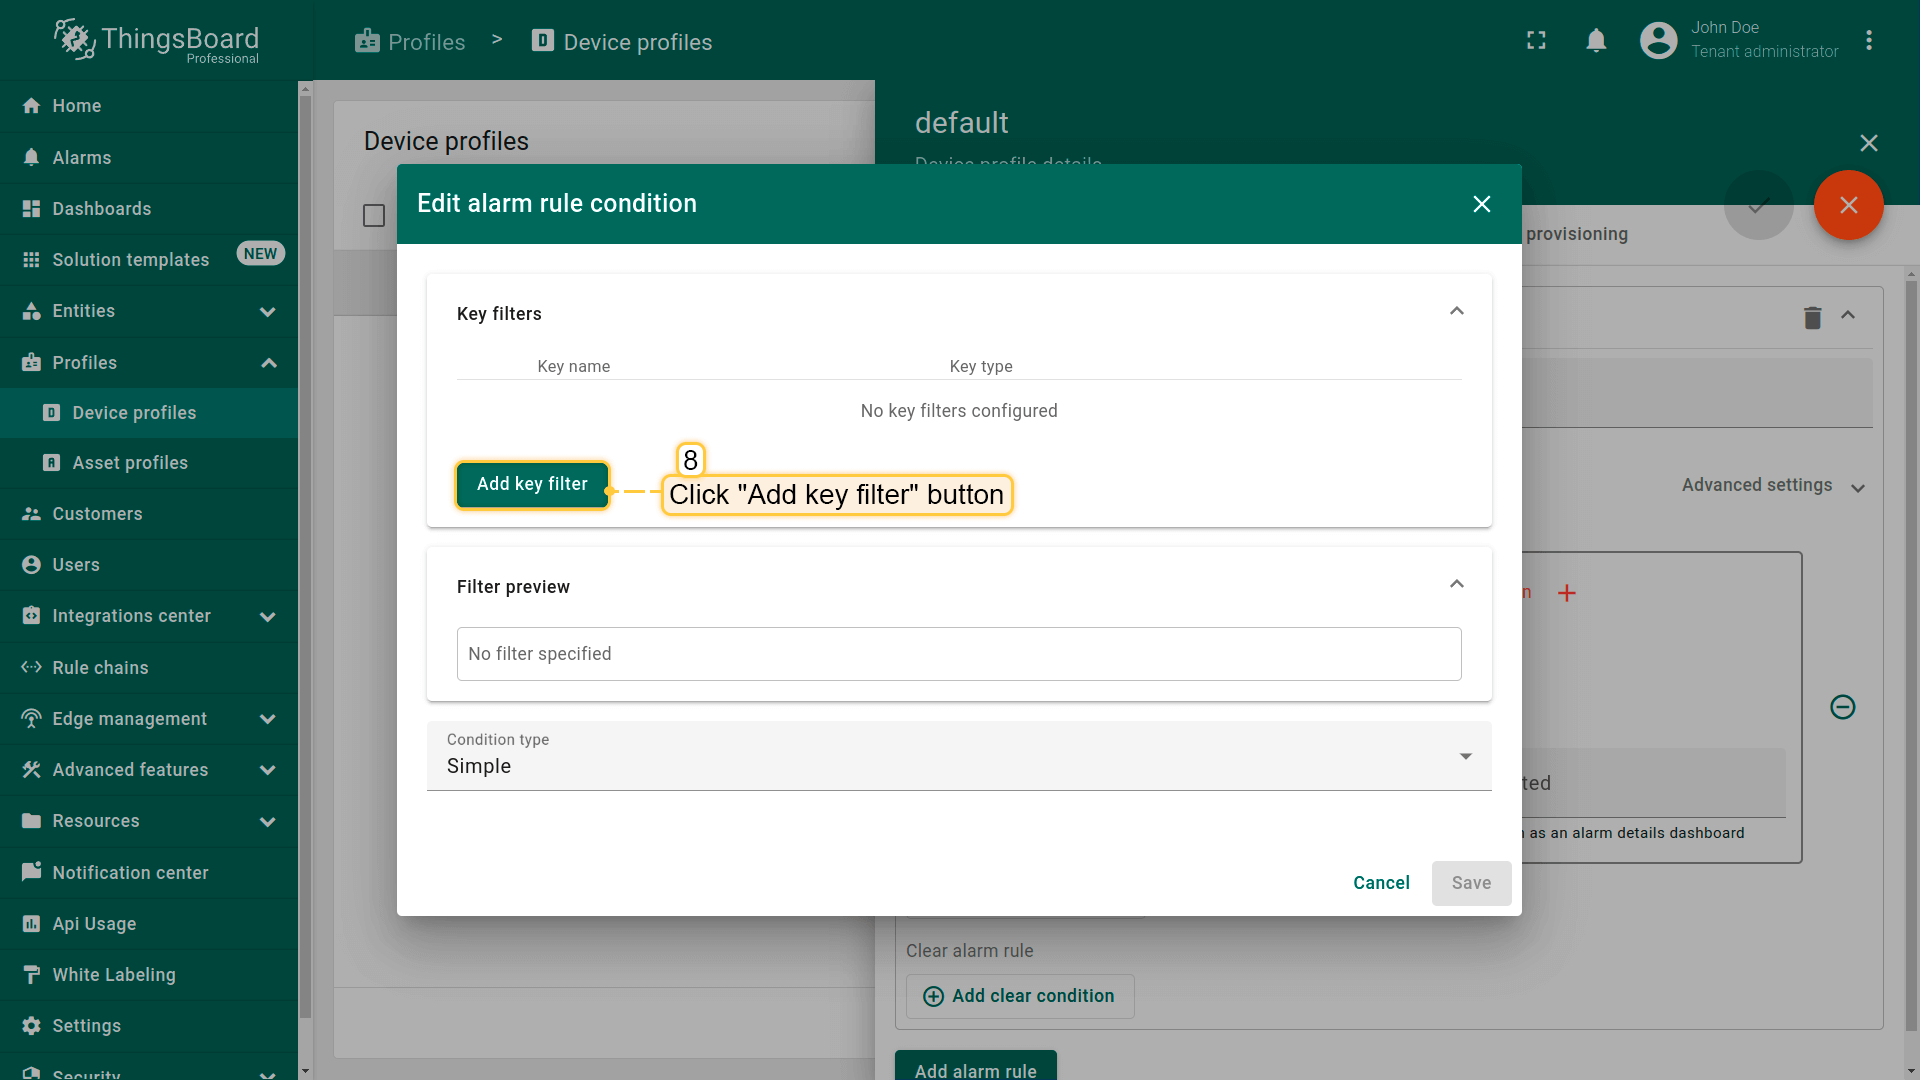 ThingsBoard
Professional
Profiles > Device profiles
John Doe
Tenant administrator
Home
Alarms
Dashboards
Solution templates NEW
Entities
Profiles
Device profiles
Asset profiles
Customers
Users
Integrations center
Rule chains
Edge management
Advanced features
Resources
Notification center
Api Usage
White Labeling
Settings
Security
Device profiles
default
Device profile details
provisioning
Edit alarm rule condition
Key filters
Key name Key type
No key filters configured
Add key filter
8
Click "Add key filter" button
Filter preview
No filter specified
Condition type
Simple
Cancel Save
Advanced settings
as an alarm details dashboard
Clear alarm rule
Add clear condition
Add alarm rule